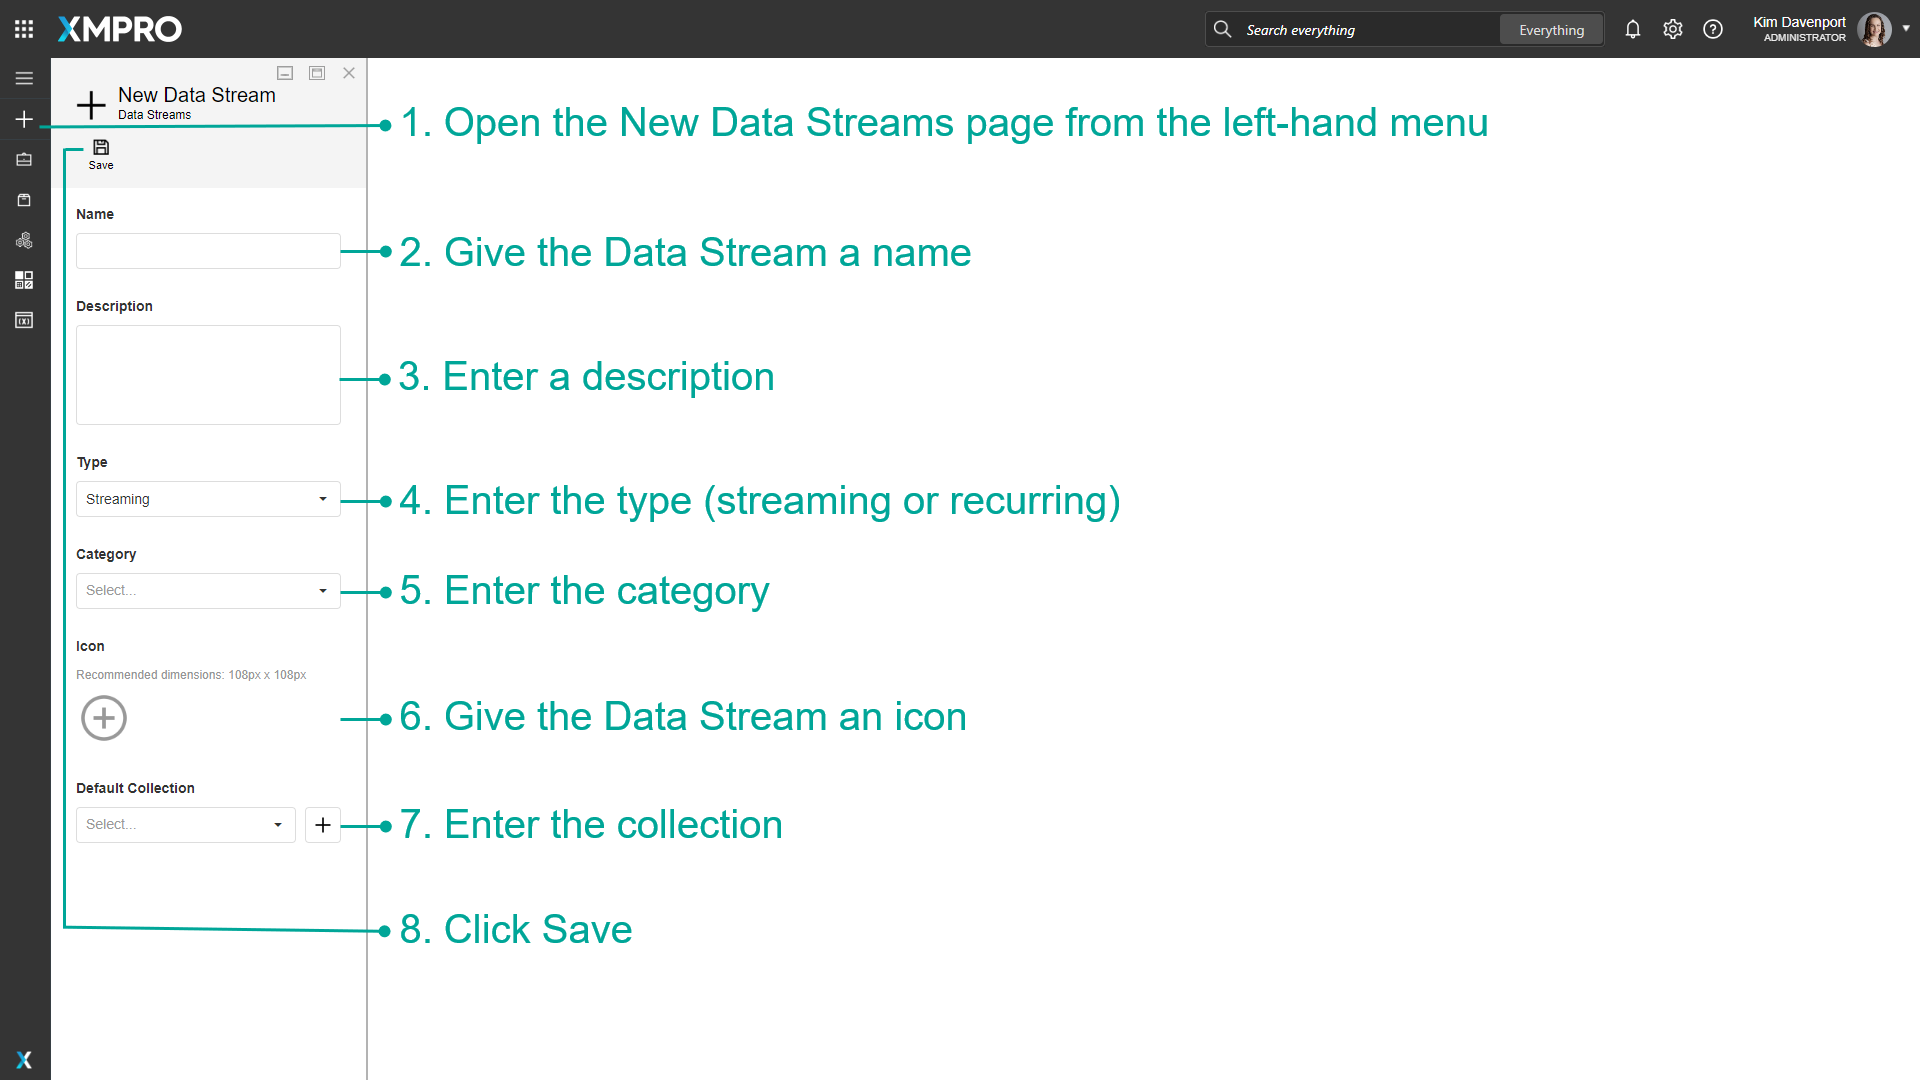 XMPRO
Search everything
Everything
Kim Davenport
ADMINISTRATOR
New Data Stream
Data Streams
1. Open the New Data Streams page from the left-hand menu
Save
Name
2. Give the Data Stream a name
Description
3. Enter a description
Type
Streaming
4. Enter the type (streaming or recurring)
Category
Select...
5. Enter the category
Icon
Recommended dimensions: 108px x 108px
6. Give the Data Stream an icon
Default Collection
Select...
7. Enter the collection
8. Click Save